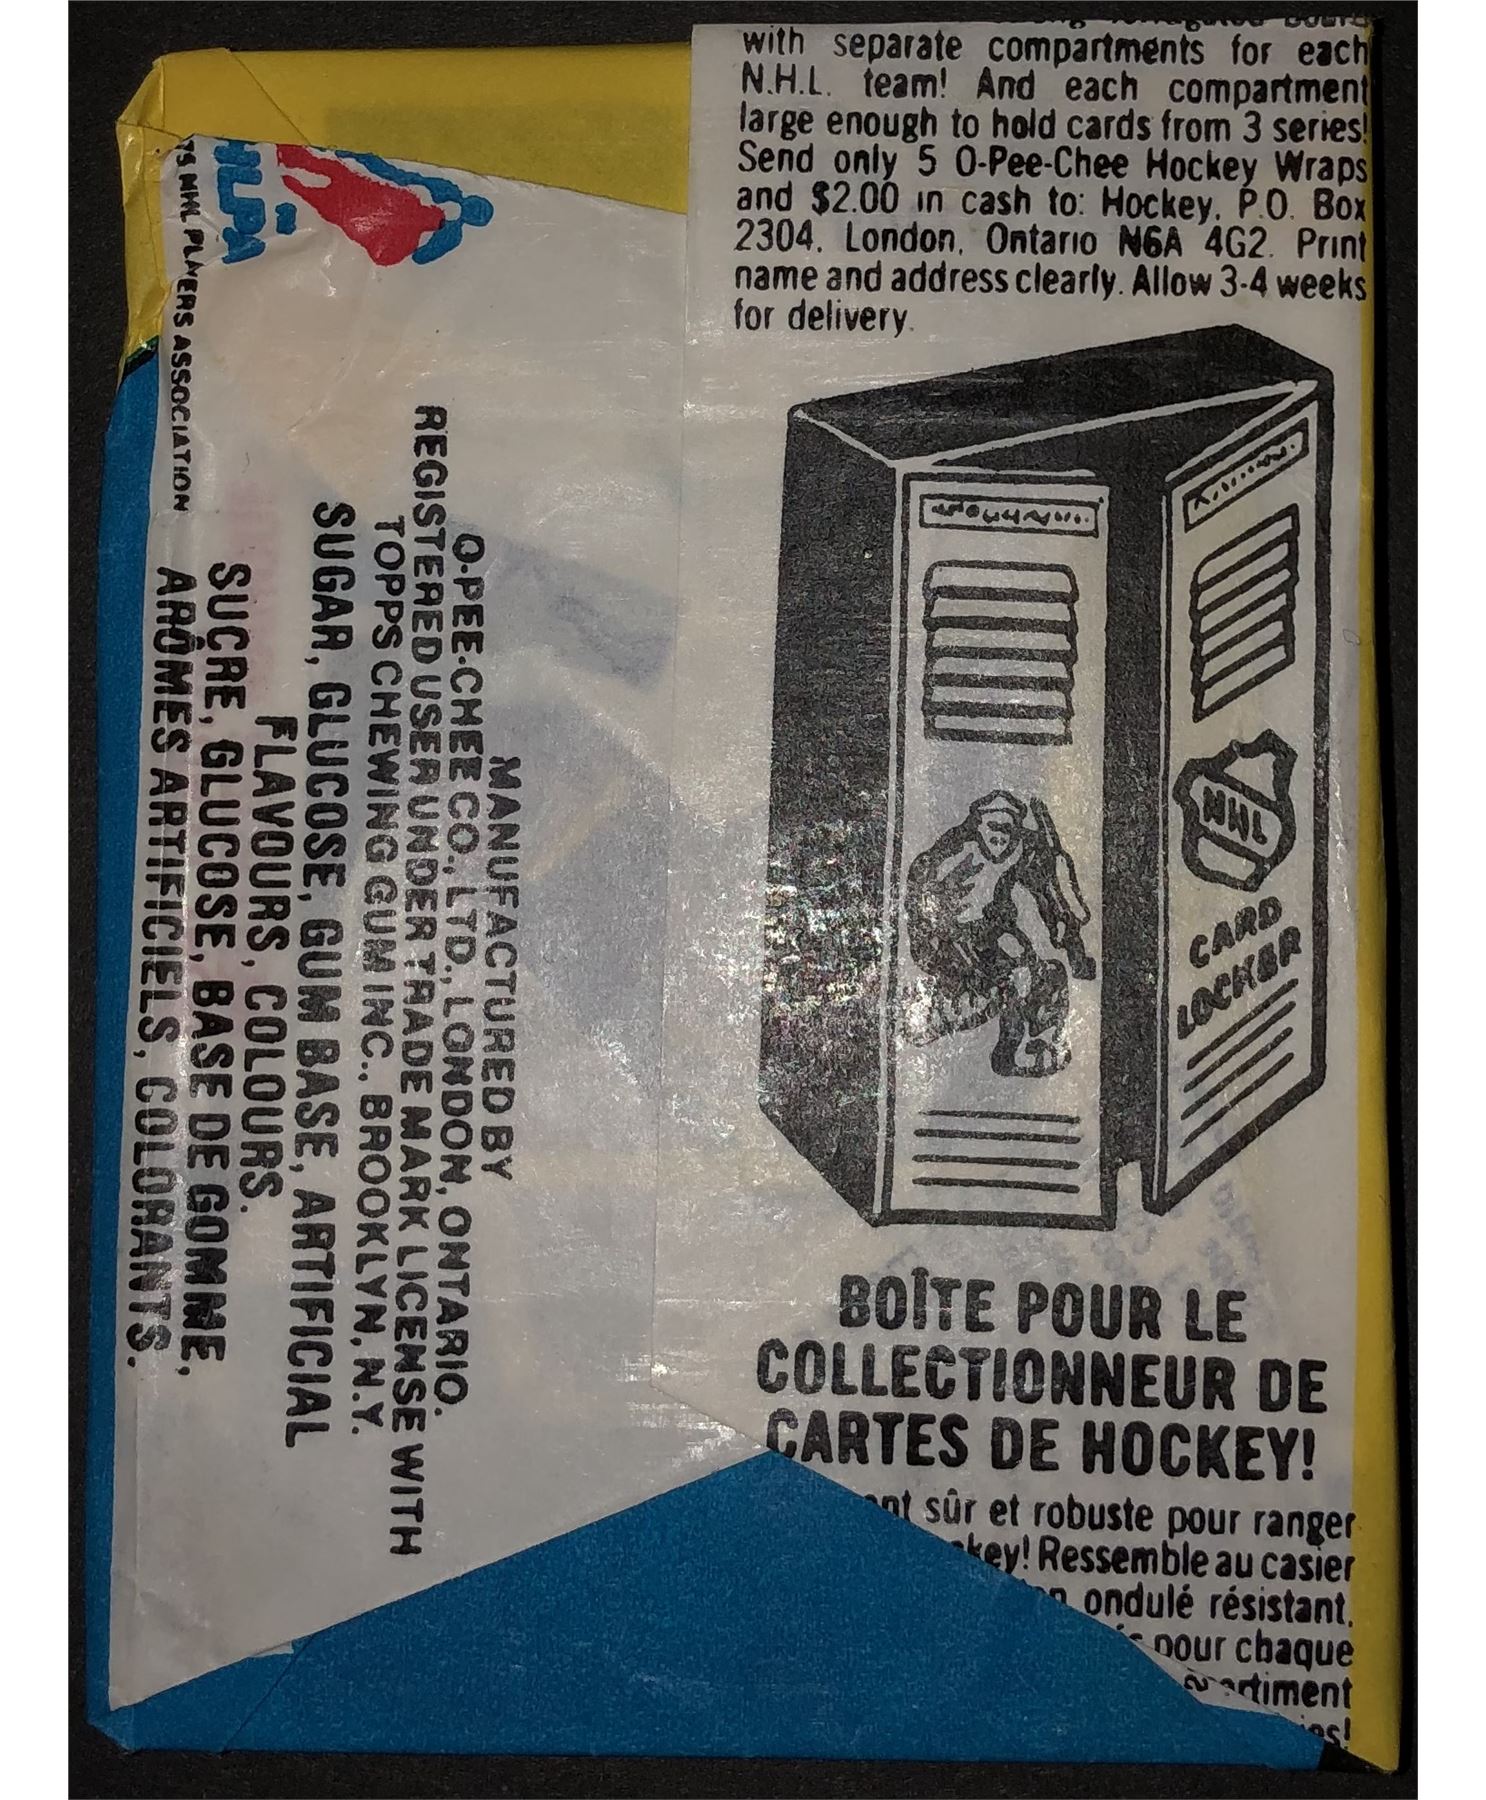 with separate compartments for each
N.H.L. team! And each compartment
large enough to hold cards from 3 series!
Send only 5 O-Pee-Chee Hockey Wraps
and $2.00 in cash to: Hockey, P.O. Box
2304, London, Ontario N6A 4G2. Print
name and address clearly. Allow 3-4 weeks
for delivery.
NHL
CARD
LOCKER
BOÎTE POUR LE
COLLECTIONNEUR DE
CARTES DE HOCKEY!
sûr et robuste pour ranger
Ressemble au casier
ondulé résistant,
pour chaque
MANUFACTURED BY
O-PEE-CHEE CO., LTD., LONDON, ONTARIO.
REGISTERED USER UNDER TRADE MARK LICENSE WITH
TOPPS CHEWING GUM INC., BROOKLYN, N.Y.
SUGAR, GLUCOSE, GUM BASE, ARTIFICIAL
FLAVOURS, COLOURS.
SUCRE, GLUCOSE, BASE DE GOMME,
ARÔMES ARTIFICIELS, COLORANTS.
NHL PLAYERS ASSOCIATION